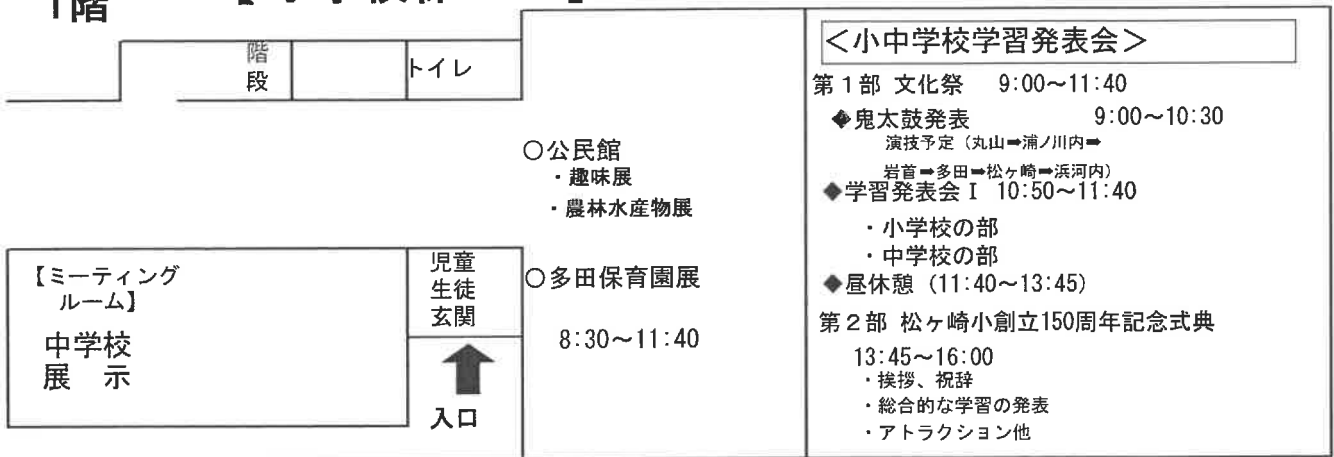 1階
階
段
トイレ
○公民館
・趣味展
・農林水産物展
○多田保育園展
8:30～11:40
【ミーティング
ルーム】
中学校
展　示
児童
生徒
玄関
入口
＜小中学校学習発表会＞
第1部 文化祭　9:00～11:40
◆鬼太鼓発表　9:00～10:30
演技予定（丸山➡浦ノ川内➡
岩首➡多田➡松ヶ崎➡浜河内）
◆学習発表会Ⅰ 10:50～11:40
・小学校の部
・中学校の部
◆昼休憩（11:40～13:45）
第2部 松ヶ崎小創立150周年記念式典
13:45～16:00
・挨拶、祝辞
・総合的な学習の発表
・アトラクション他